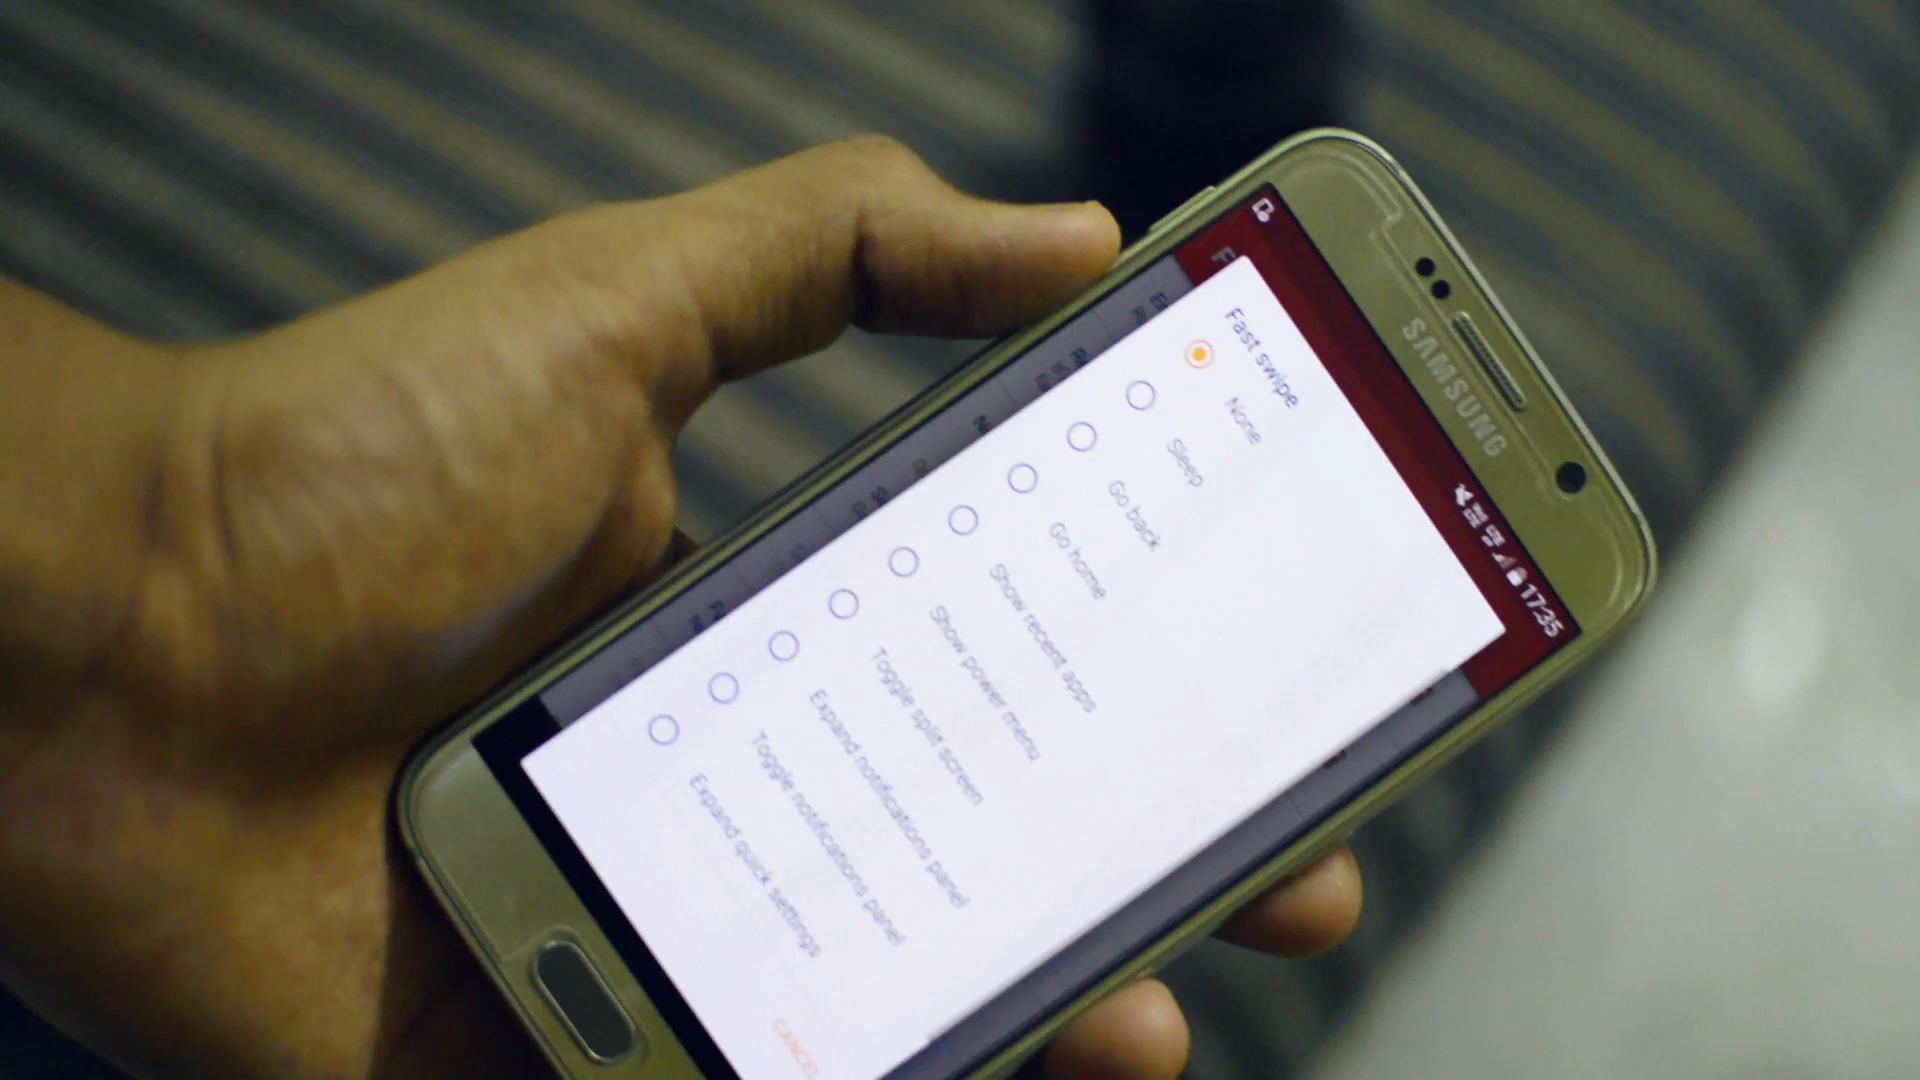 SAMSUNG
17:35
Fast swipe
None
Sleep
Go back
Go home
Show recent apps
Show power menu
Toggle split screen
Expand notifications panel
Toggle notifications panel
Expand quick settings
CANCEL